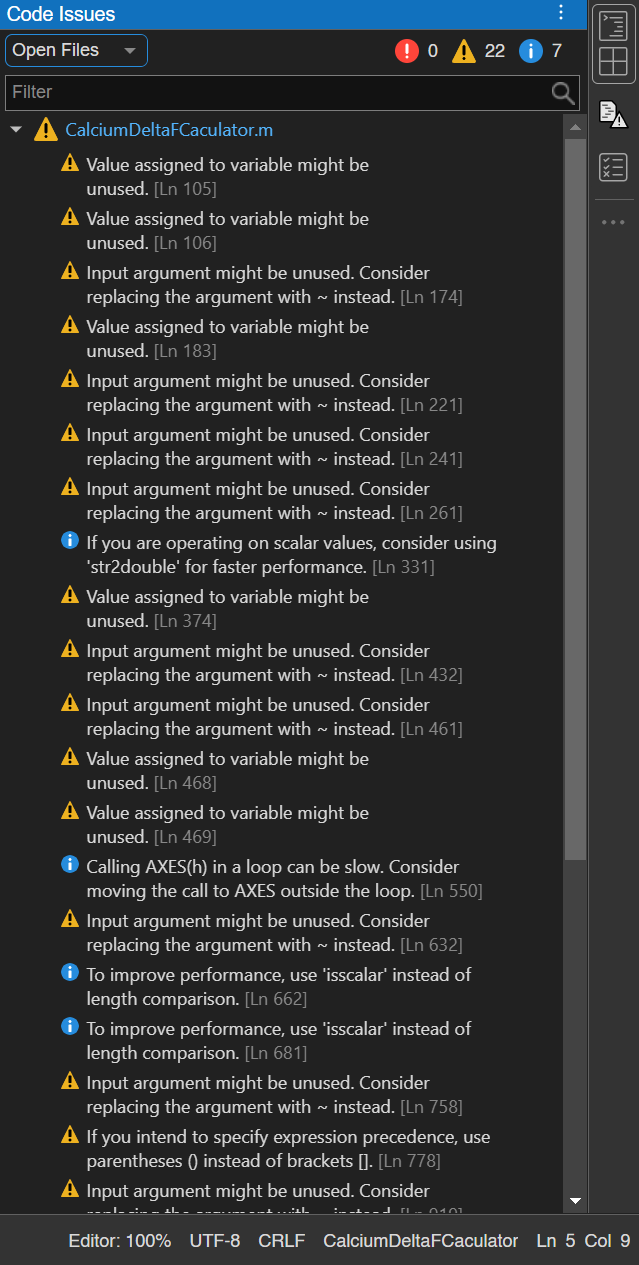 Code Issues
Open Files 0 22 7
Filter
CalciumDeltaFCaculator.m
Value assigned to variable might be
unused. [Ln 105]
Value assigned to variable might be
unused. [Ln 106]
Input argument might be unused. Consider
replacing the argument with ~ instead. [Ln 174]
Value assigned to variable might be
unused. [Ln 183]
Input argument might be unused. Consider
replacing the argument with ~ instead. [Ln 221]
Input argument might be unused. Consider
replacing the argument with ~ instead. [Ln 241]
Input argument might be unused. Consider
replacing the argument with ~ instead. [Ln 261]
If you are operating on scalar values, consider using
'str2double' for faster performance. [Ln 331]
Value assigned to variable might be
unused. [Ln 374]
Input argument might be unused. Consider
replacing the argument with ~ instead. [Ln 432]
Input argument might be unused. Consider
replacing the argument with ~ instead. [Ln 461]
Value assigned to variable might be
unused. [Ln 468]
Value assigned to variable might be
unused. [Ln 469]
Calling AXES(h) in a loop can be slow. Consider
moving the call to AXES outside the loop. [Ln 550]
Input argument might be unused. Consider
replacing the argument with ~ instead. [Ln 632]
To improve performance, use 'isscalar' instead of
length comparison. [Ln 662]
To improve performance, use 'isscalar' instead of
length comparison. [Ln 681]
Input argument might be unused. Consider
replacing the argument with ~ instead. [Ln 758]
If you intend to specify expression precedence, use
parentheses () instead of brackets []. [Ln 778]
Input argument might be unused. Consider
replacing the argument with ~ instead.
Editor: 100% UTF-8 CRLF CalciumDeltaFCaculator Ln 5 Col 9